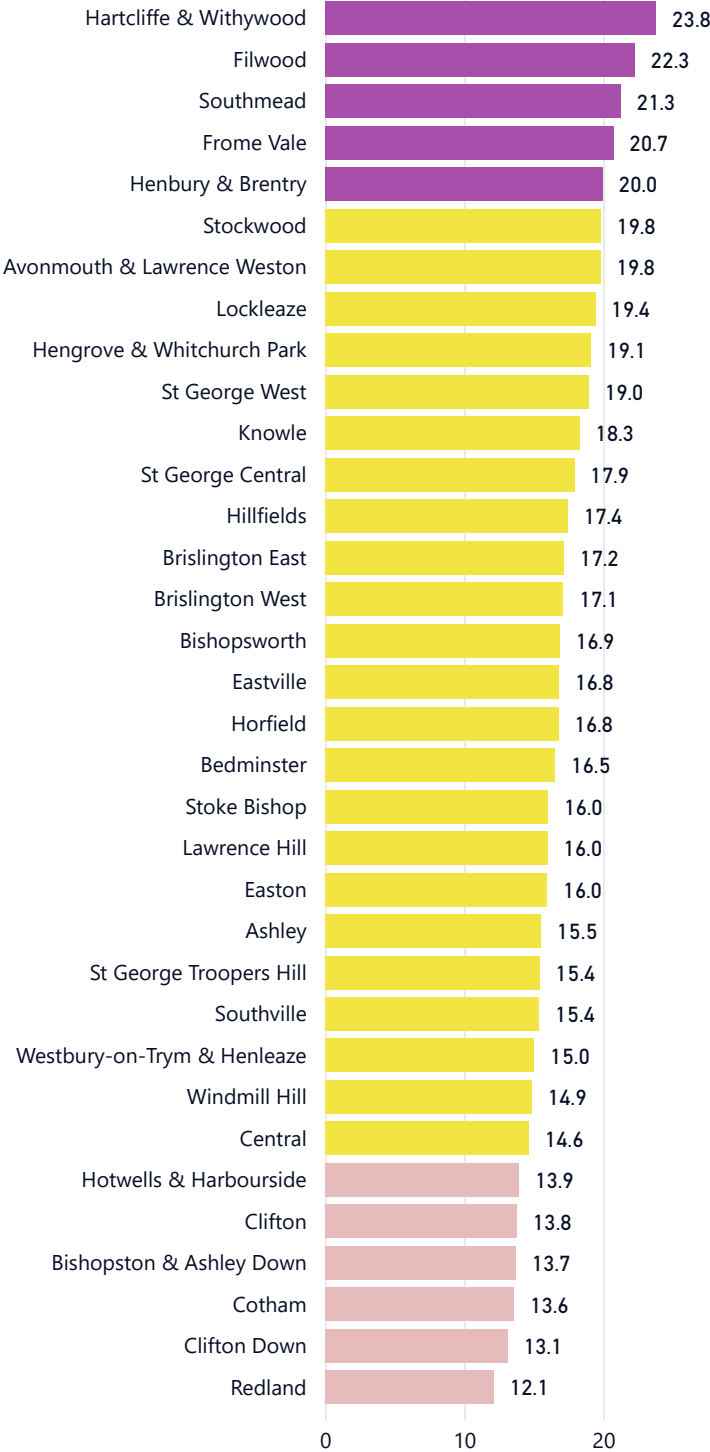 Hartcliffe & Withywood 23.8
Filwood 22.3
Southmead 21.3
Frome Vale 20.7
Henbury & Brentry 20.0
Stockwood 19.8
Avonmouth & Lawrence Weston 19.8
Lockleaze 19.4
Hengrove & Whitchurch Park 19.1
St George West 19.0
Knowle 18.3
St George Central 17.9
Hillfields 17.4
Brislington East 17.2
Brislington West 17.1
Bishopsworth 16.9
Eastville 16.8
Horfield 16.8
Bedminster 16.5
Stoke Bishop 16.0
Lawrence Hill 16.0
Easton 16.0
Ashley 15.5
St George Troopers Hill 15.4
Southville 15.4
Westbury-on-Trym & Henleaze 15.0
Windmill Hill 14.9
Central 14.6
Hotwells & Harbourside 13.9
Clifton 13.8
Bishopston & Ashley Down 13.7
Cotham 13.6
Clifton Down 13.1
Redland 12.1
0 10 20